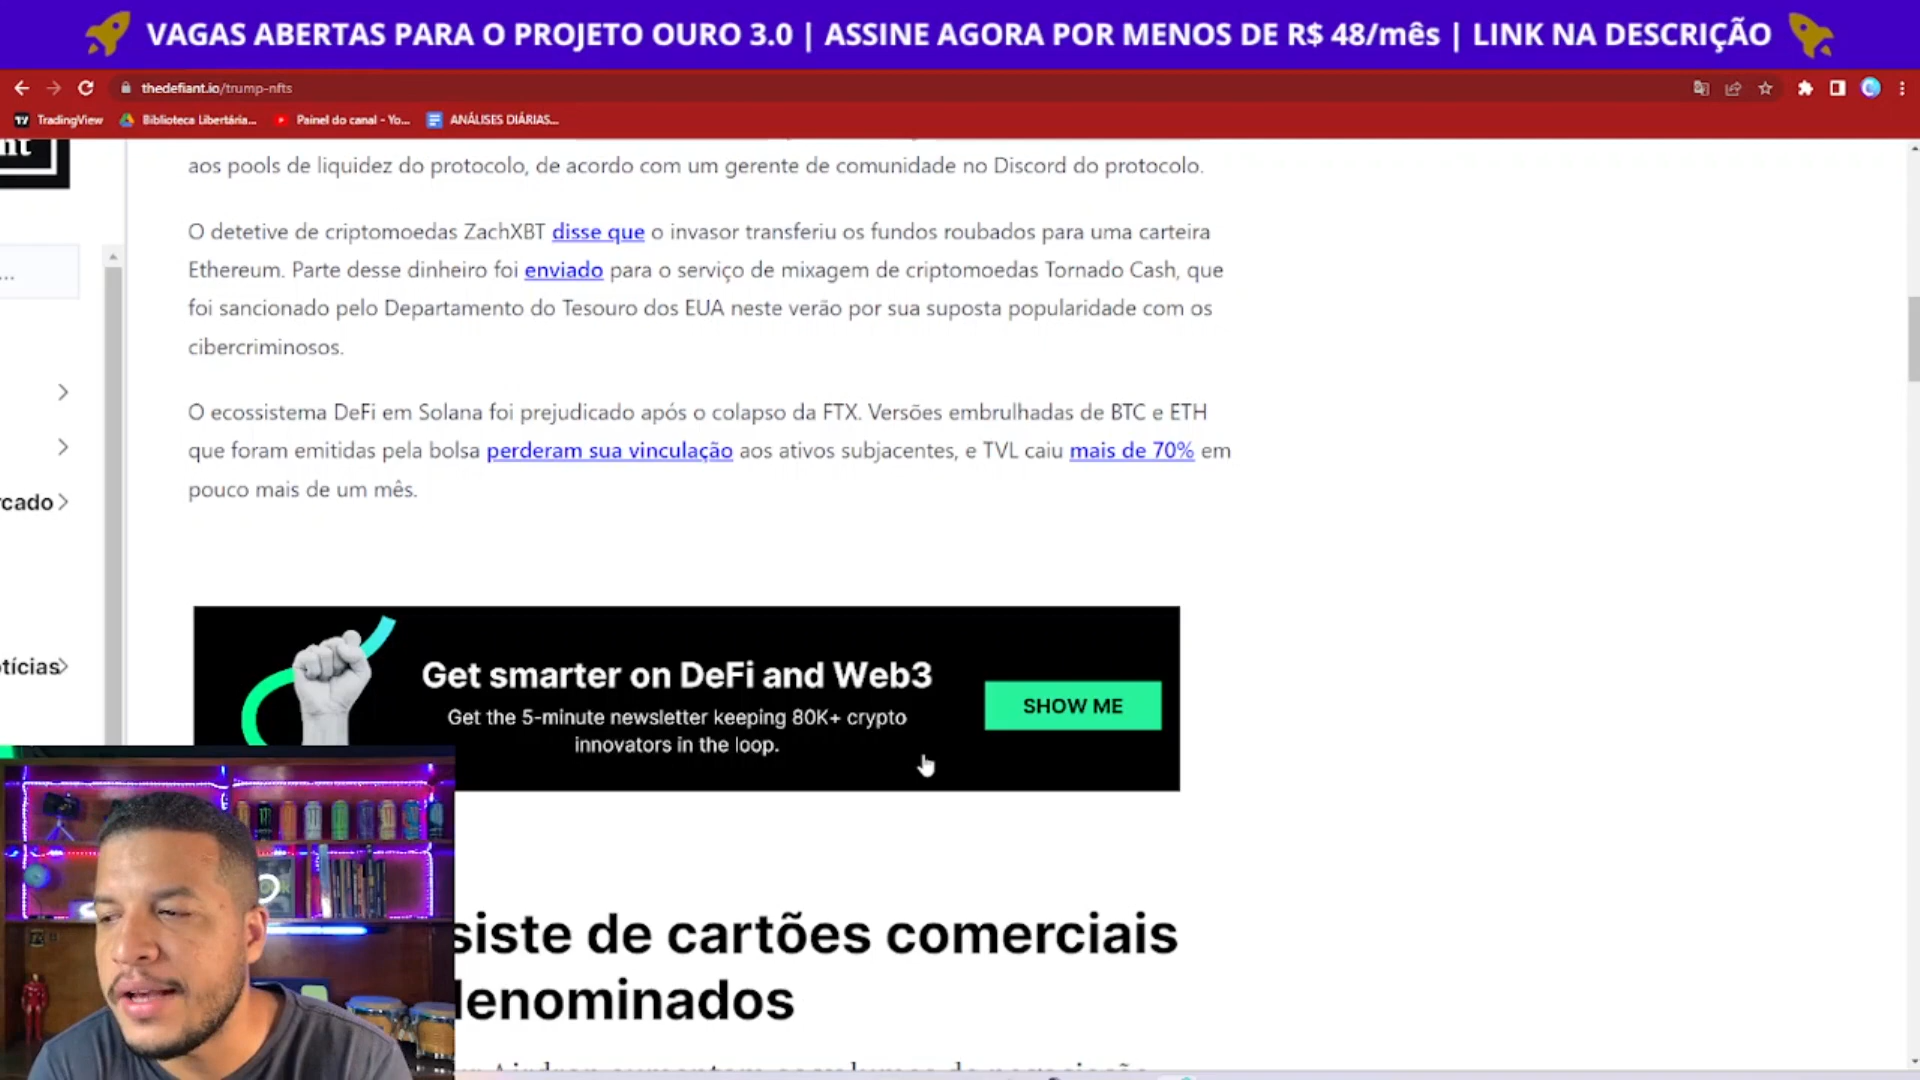 VAGAS ABERTAS PARA O PROJETO OURO 3.0 | ASSINE AGORA POR MENOS DE R$ 48/mês | LINK NA DESCRIÇÃO
thedefiant.io/trump-nfts
TradingView
Biblioteca Libertária...
Painel do canal - Yo...
ANÁLISES DIÁRIAS...
nt
aos pools de liquidez do protocolo, de acordo com um gerente de comunidade no Discord do protocolo.
O detetive de criptomoedas ZachXBT disse que o invasor transferiu os fundos roubados para uma carteira
Ethereum. Parte desse dinheiro foi enviado para o serviço de mixagem de criptomoedas Tornado Cash, que
foi sancionado pelo Departamento do Tesouro dos EUA neste verão por sua suposta popularidade com os
cibercriminosos.
O ecossistema DeFi em Solana foi prejudicado após o colapso da FTX. Versões embrulhadas de BTC e ETH
que foram emitidas pela bolsa perderam sua vinculação aos ativos subjacentes, e TVL caiu mais de 70% em
pouco mais de um mês.
...
rcado
otícias
Get smarter on DeFi and Web3
Get the 5-minute newsletter keeping 80K+ crypto
innovators in the loop.
SHOW ME
siste de cartões comerciais
denominados